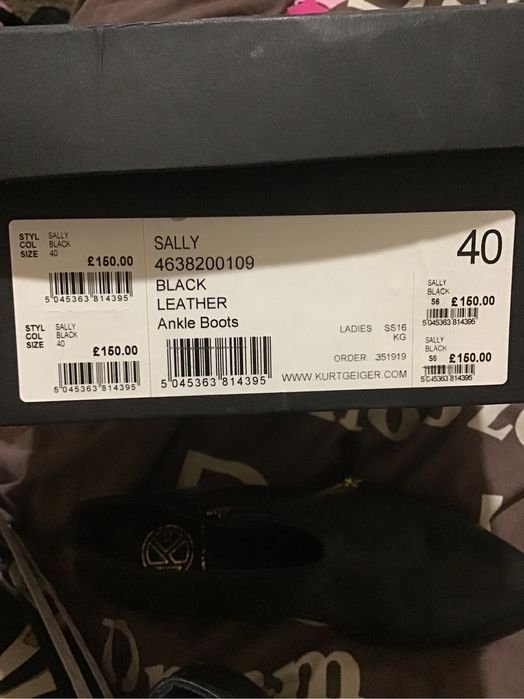 STYL SALLY
COL BLACK
SIZE 40
£150.00
5 045363 814395
STYL SALLY
COL BLACK
SIZE 40
£150.00
5 045363 814395
SALLY
4638200109
BLACK
LEATHER
Ankle Boots
5 045363 814395
LADIES SS16
KG
ORDER: 351919
WWW.KURTGEIGER.COM
40
SALLY
BLACK
S6 £150.00
5 045363 814395
SALLY
BLACK
S6 £150.00
5 045363 814395